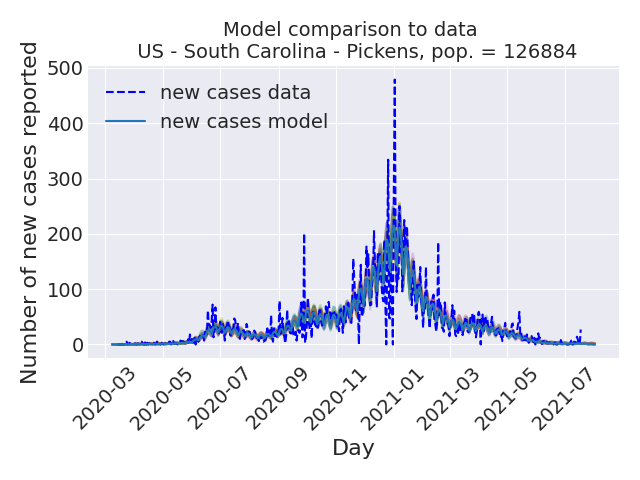 Model comparison to data
US - South Carolina - Pickens, pop. = 126884
Number of new cases reported
500
400
300
200
100
0
new cases data
new cases model
2020-03
2020-05
2020-07
2020-09
2020-11
2021-01
2021-03
2021-05
2021-07
Day